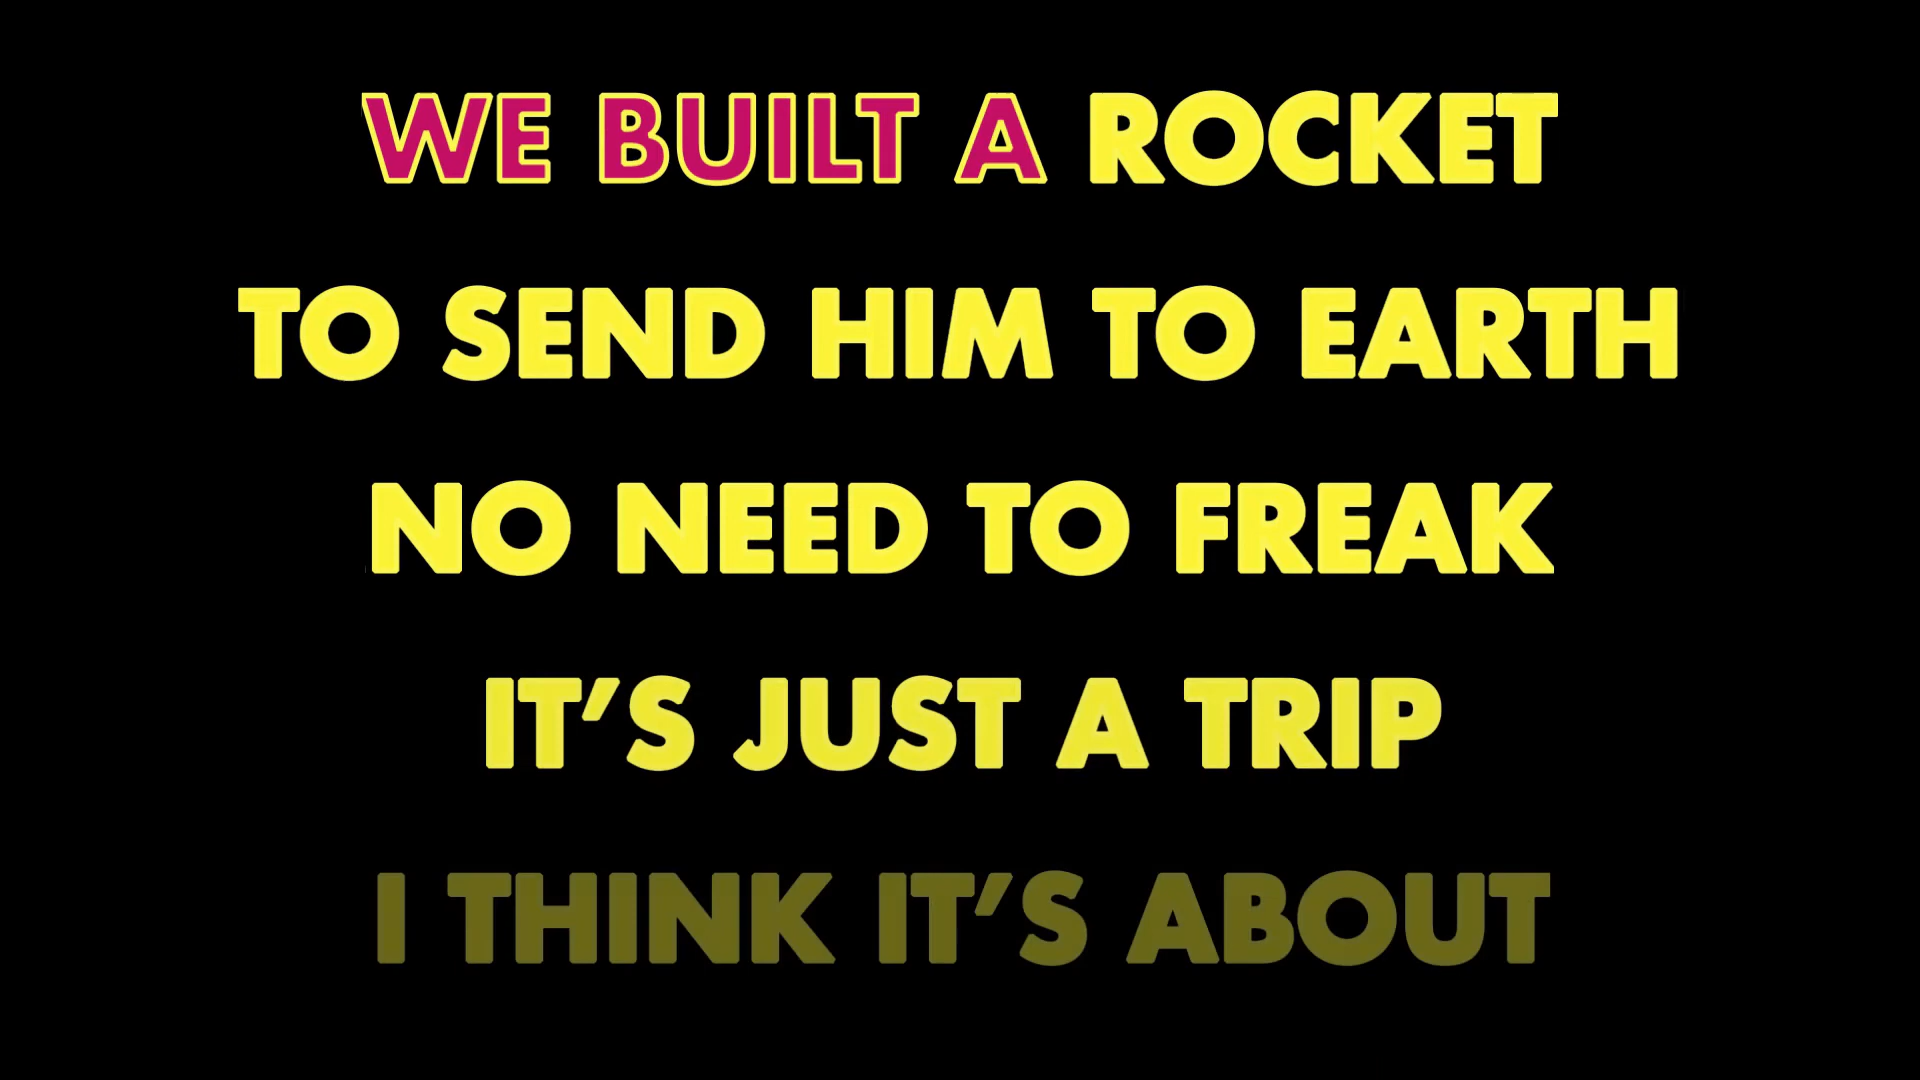 WE BUILT A ROCKET
TO SEND HIM TO EARTH
NO NEED TO FREAK
IT’S JUST A TRIP
I THINK IT’S ABOUT